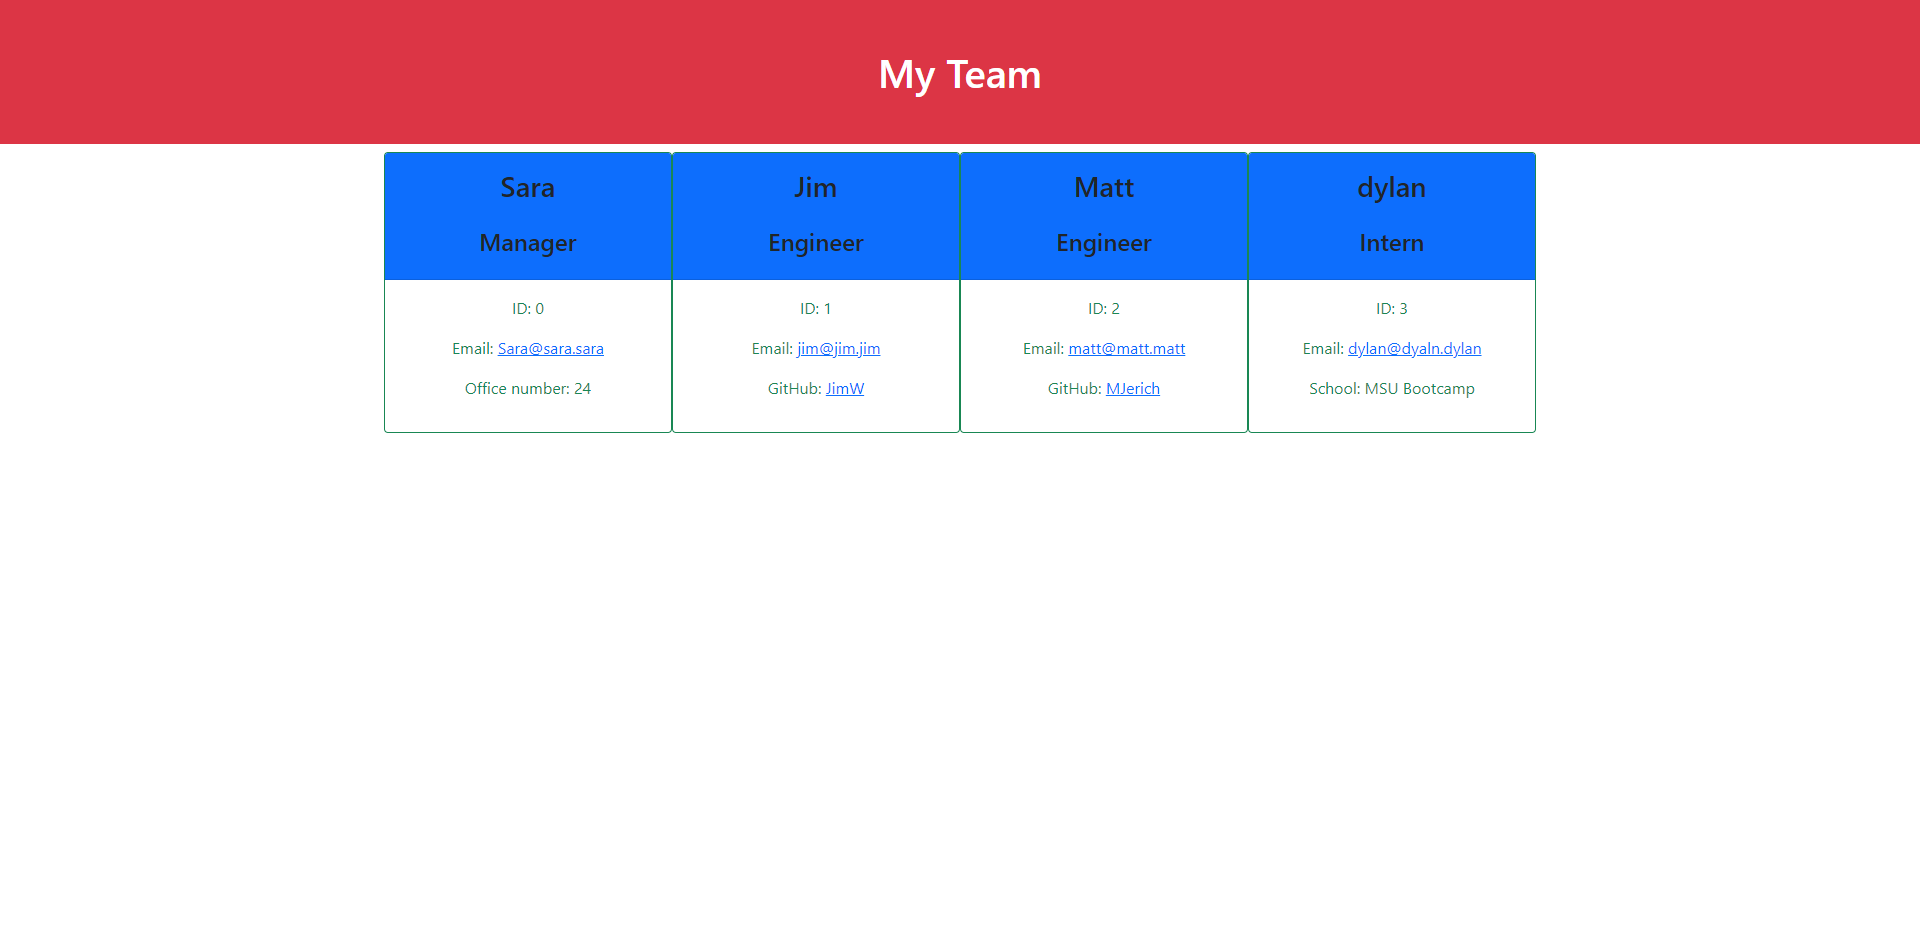 My Team
Sara
Manager
ID: 0
Email: Sara@sara.sara
Office number: 24
Jim
Engineer
ID: 1
Email: jim@jim.jim
GitHub: JimW
Matt
Engineer
ID: 2
Email: matt@matt.matt
GitHub: MJerich
dylan
Intern
ID: 3
Email: dylan@dyaln.dylan
School: MSU Bootcamp